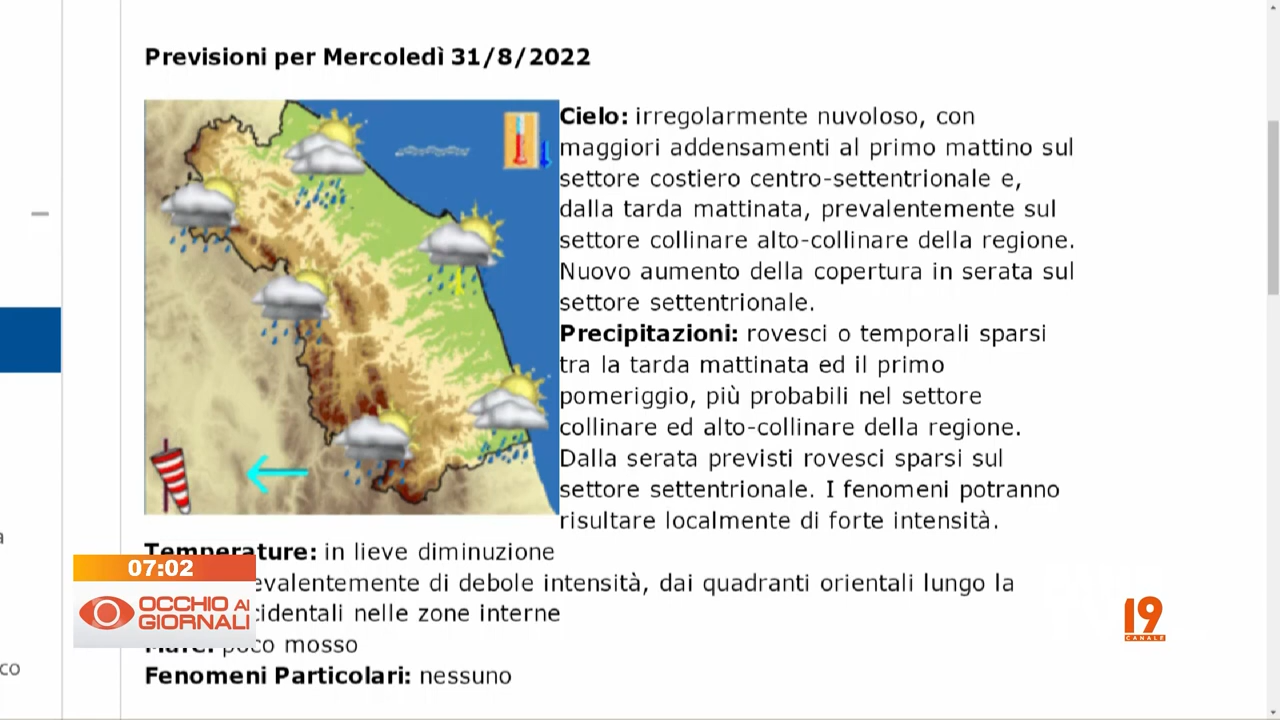 Previsioni per Mercoledì 31/8/2022
Cielo: irregolarmente nuvoloso, con
maggiori addensamenti al primo mattino sul
settore costiero centro-settentrionale e,
dalla tarda mattinata, prevalentemente sul
settore collinare alto-collinare della regione.
Nuovo aumento della copertura in serata sul
settore settentrionale.
Precipitazioni: rovesci o temporali sparsi
tra la tarda mattinata ed il primo
pomeriggio, più probabili nel settore
collinare ed alto-collinare della regione.
Dalla serata previsti rovesci sparsi sul
settore settentrionale. I fenomeni potranno
risultare localmente di forte intensità.
Temperature: in lieve diminuzione
evalentemente di debole intensità, dai quadranti orientali lungo la
cidentali nelle zone interne
Mare: poco mosso
Fenomeni Particolari: nessuno
a
co
07:02
OCCHIO AI
GIORNALI
19
CANALE